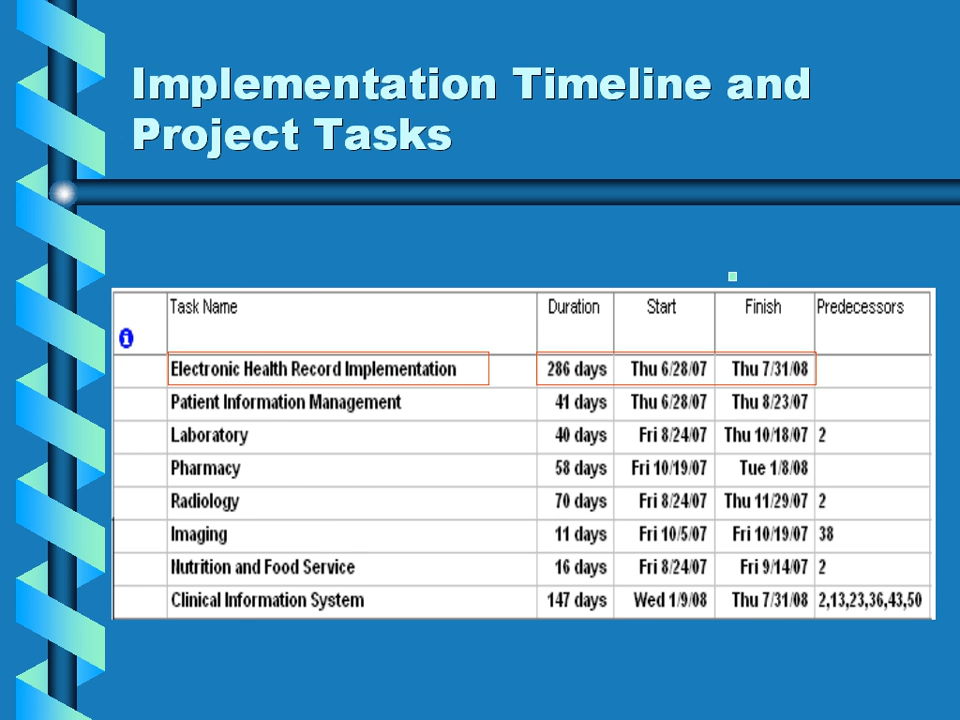 Implementation Timeline and
Project Tasks
Task Name Duration Start Finish Predecessors
Electronic Health Record Implementation 286 days Thu 6/28/07 Thu 7/31/08
Patient Information Management 41 days Thu 6/28/07 Thu 8/23/07
Laboratory 40 days Fri 8/24/07 Thu 10/18/07 2
Pharmacy 58 days Fri 10/19/07 Tue 1/8/08
Radiology 70 days Fri 8/24/07 Thu 11/29/07 2
Imaging 11 days Fri 10/5/07 Fri 10/19/07 38
Nutrition and Food Service 16 days Fri 8/24/07 Fri 9/14/07 2
Clinical Information System 147 days Wed 1/9/08 Thu 7/31/08 2,13,23,36,43,50